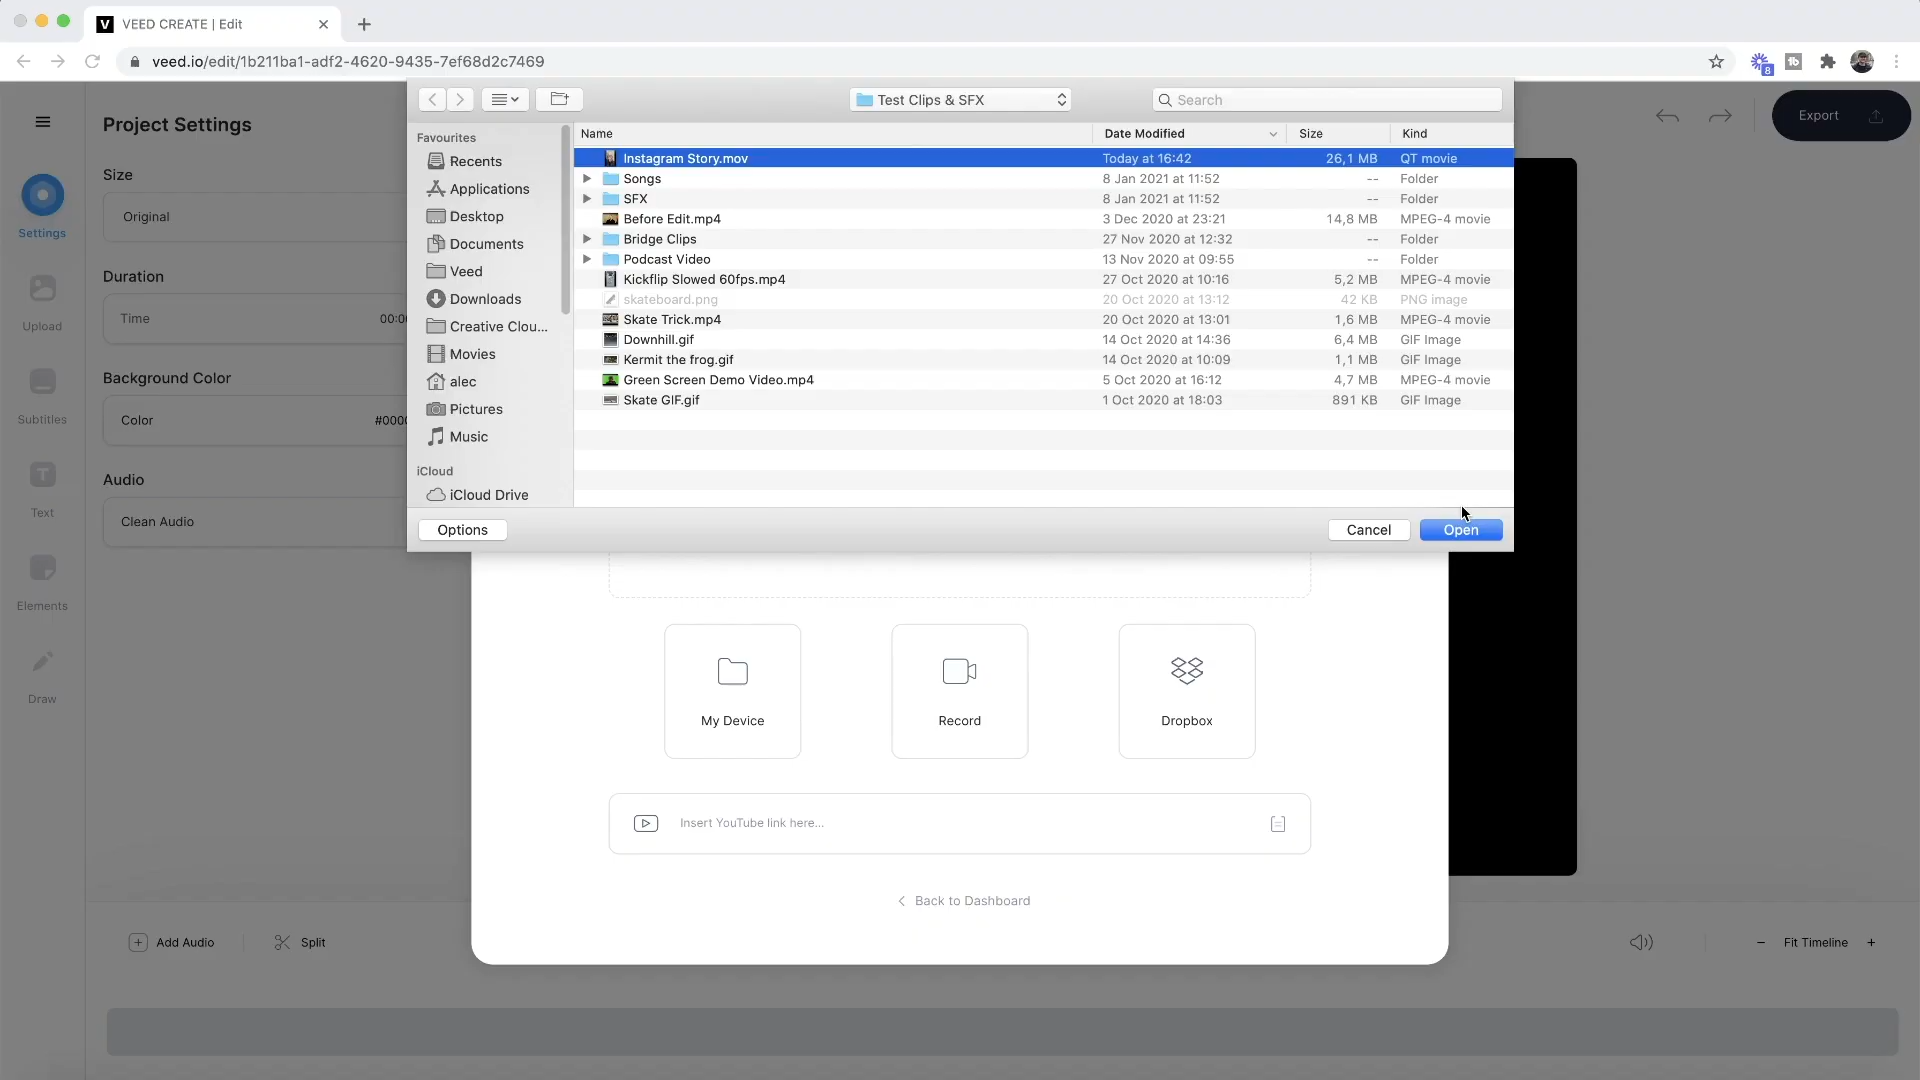 VEED CREATE | Edit
veed.io/edit/1b211ba1-adf2-4620-9435-7ef68d2c7469
8
Test Clips & SFX
Search
Project Settings
Export
Size
Original
Settings
Duration
Time
00:0
Upload
Background Color
Color
#000
Subtitles
Audio
Clean Audio
Text
Elements
Draw
Favourites
Recents
Applications
Desktop
Documents
Veed
Downloads
Creative Clou...
Movies
alec
Pictures
Music
iCloud
iCloud Drive
Name Date Modified Size Kind
Instagram Story.mov Today at 16:42 26,1 MB QT movie
Songs 8 Jan 2021 at 11:52 -- Folder
SFX 8 Jan 2021 at 11:52 -- Folder
Before Edit.mp4 3 Dec 2020 at 23:21 14,8 MB MPEG-4 movie
Bridge Clips 27 Nov 2020 at 12:32 -- Folder
Podcast Video 13 Nov 2020 at 09:55 -- Folder
Kickflip Slowed 60fps.mp4 27 Oct 2020 at 10:16 5,2 MB MPEG-4 movie
skateboard.png 20 Oct 2020 at 13:12 42 KB PNG image
Skate Trick.mp4 20 Oct 2020 at 13:01 1,6 MB MPEG-4 movie
Downhill.gif 14 Oct 2020 at 14:36 6,4 MB GIF Image
Kermit the frog.gif 14 Oct 2020 at 10:09 1,1 MB GIF Image
Green Screen Demo Video.mp4 5 Oct 2020 at 16:12 4,7 MB MPEG-4 movie
Skate GIF.gif 1 Oct 2020 at 18:03 891 KB GIF Image
Options
Cancel
Open
My Device
Record
Dropbox
Insert YouTube link here...
Back to Dashboard
Add Audio
Split
− Fit Timeline +